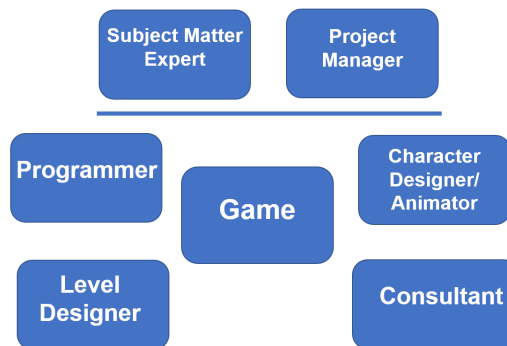 Subject Matter
Expert
Project
Manager
Programmer
Character
Designer/
Animator
Game
Level
Designer
Consultant